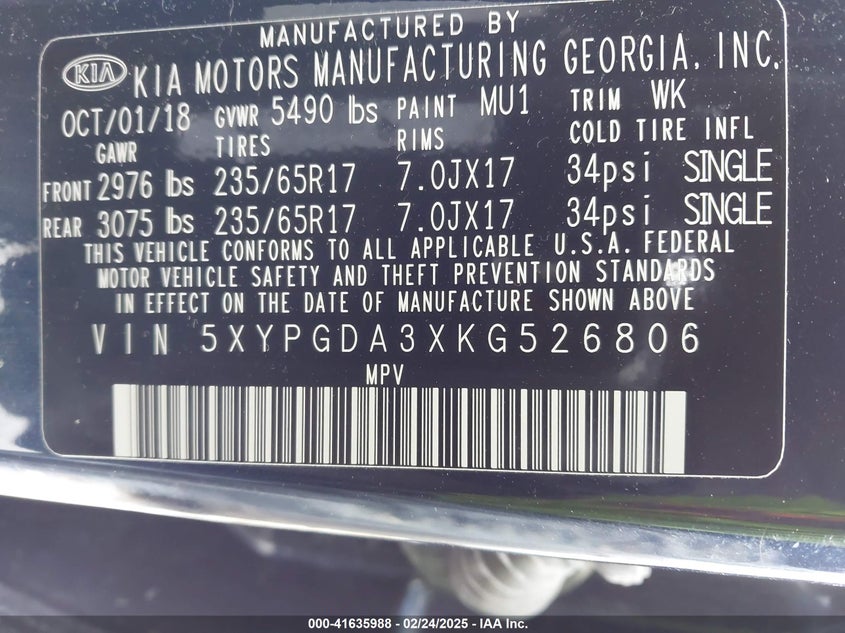 MANUFACTURED BY
KIA KIA MOTORS MANUFACTURING GEORGIA, INC.
OCT/01/18 GVWR 5490 lbs PAINT MU1 TRIM WK
GAWR TIRES RIMS COLD TIRE INFL
FRONT 2976 lbs 235/65R17 7.0JX17 34psi SINGLE
REAR 3075 lbs 235/65R17 7.0JX17 34psi SINGLE
THIS VEHICLE CONFORMS TO ALL APPLICABLE U.S.A. FEDERAL
MOTOR VEHICLE SAFETY AND THEFT PREVENTION STANDARDS
IN EFFECT ON THE DATE OF MANUFACTURE SHOWN ABOVE
VIN 5XYPGDA3XKG526806
MPV
000-41635988 - 02/24/2025 - IAA Inc.